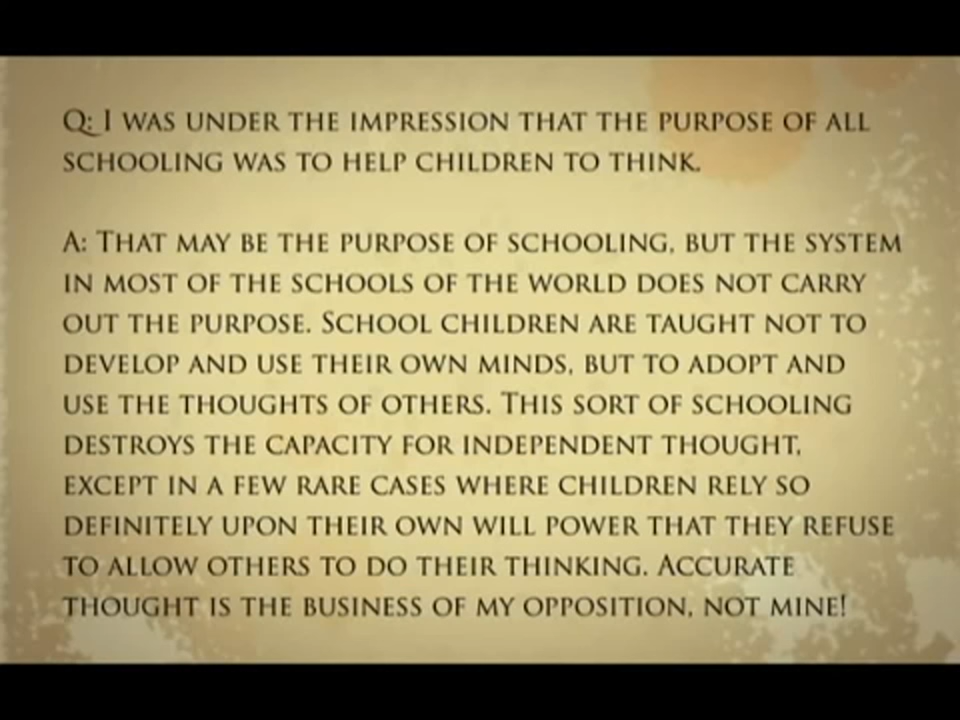 Q: I WAS UNDER THE IMPRESSION THAT THE PURPOSE OF ALL
SCHOOLING WAS TO HELP CHILDREN TO THINK.
A: THAT MAY BE THE PURPOSE OF SCHOOLING, BUT THE SYSTEM
IN MOST OF THE SCHOOLS OF THE WORLD DOES NOT CARRY
OUT THE PURPOSE. SCHOOL CHILDREN ARE TAUGHT NOT TO
DEVELOP AND USE THEIR OWN MINDS, BUT TO ADOPT AND
USE THE THOUGHTS OF OTHERS. THIS SORT OF SCHOOLING
DESTROYS THE CAPACITY FOR INDEPENDENT THOUGHT,
EXCEPT IN A FEW RARE CASES WHERE CHILDREN RELY SO
DEFINITELY UPON THEIR OWN WILL POWER THAT THEY REFUSE
TO ALLOW OTHERS TO DO THEIR THINKING. ACCURATE
THOUGHT IS THE BUSINESS OF MY OPPOSITION, NOT MINE!